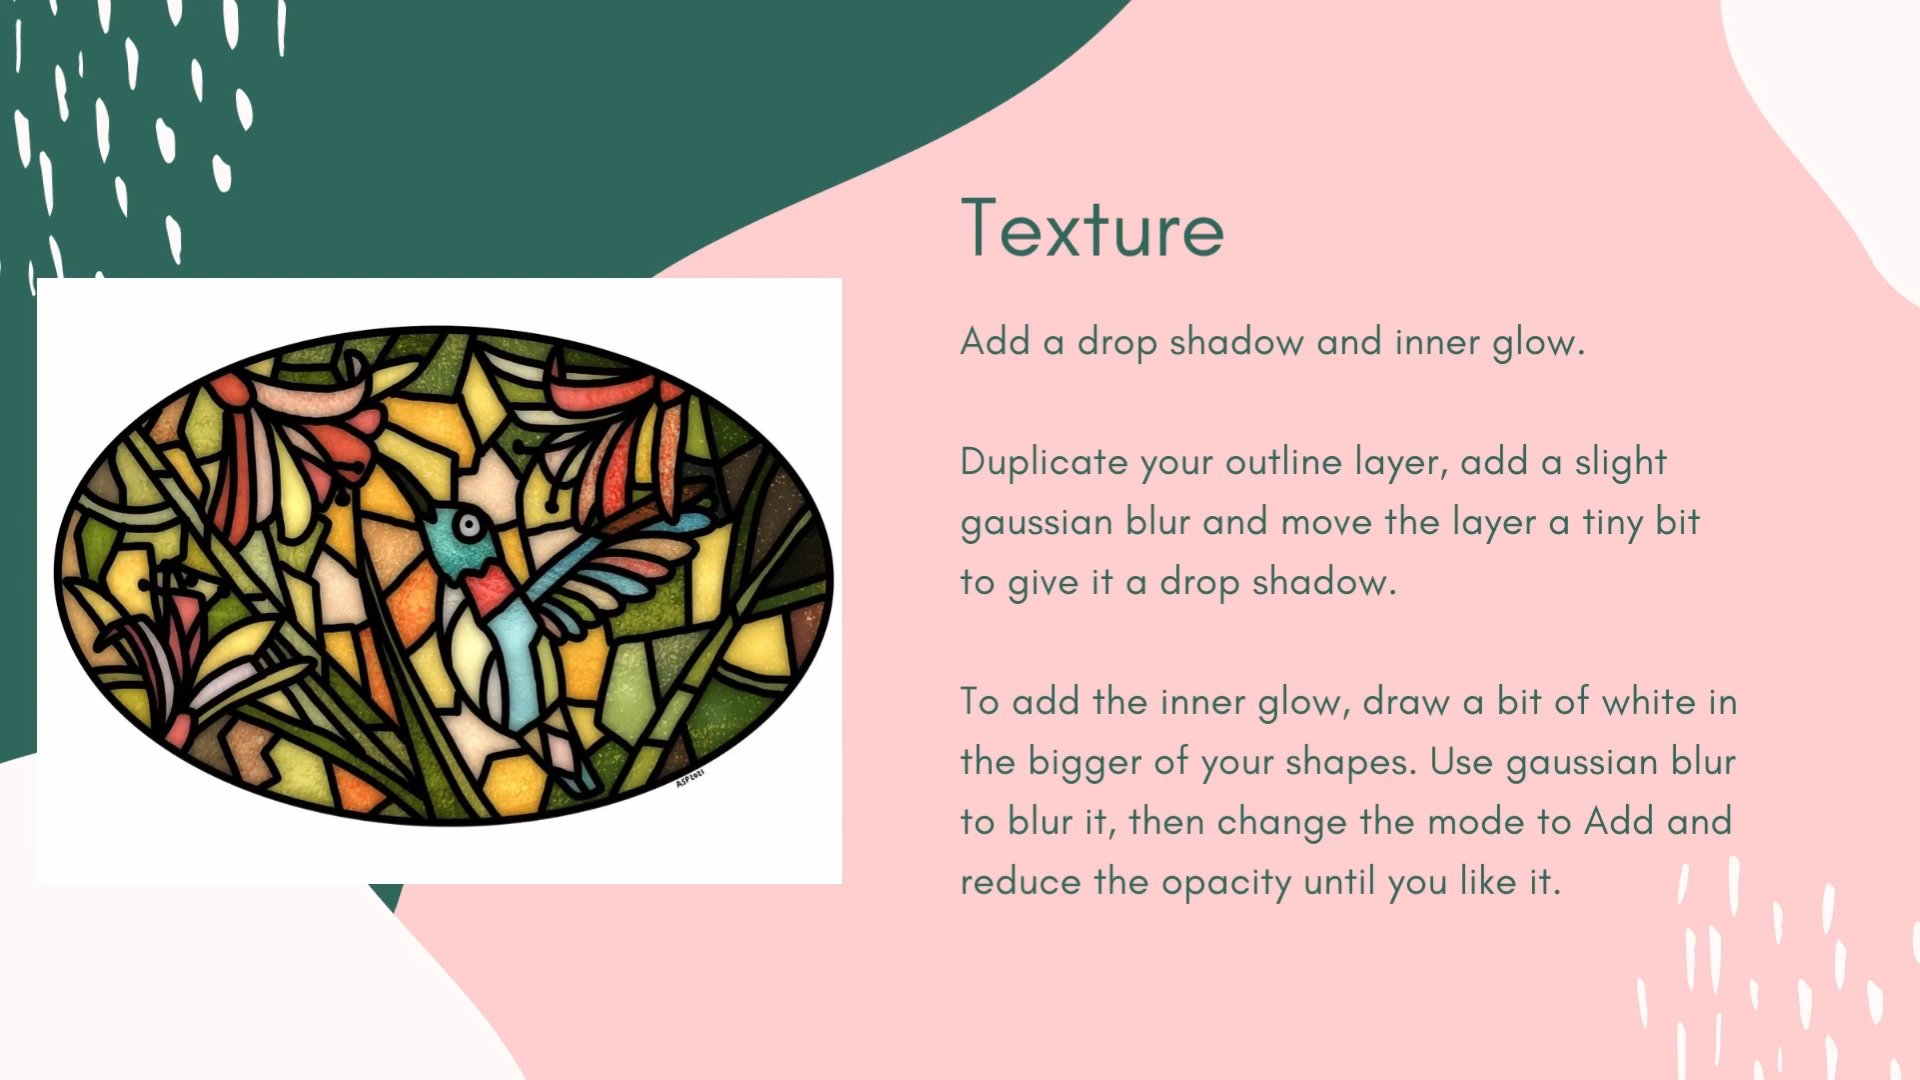 Texture
Add a drop shadow and inner glow.
Duplicate your outline layer, add a slight
gaussian blur and move the layer a tiny bit
to give it a drop shadow.
To add the inner glow, draw a bit of white in
the bigger of your shapes. Use gaussian blur
to blur it, then change the mode to Add and
reduce the opacity until you like it.
ASP2021